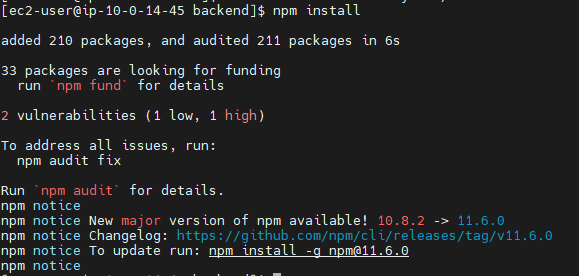 [ec2-user@ip-10-0-14-45 backend]$ npm install
added 210 packages, and audited 211 packages in 6s
33 packages are looking for funding
run `npm fund` for details
2 vulnerabilities (1 low, 1 high)
To address all issues, run:
npm audit fix
Run `npm audit` for details.
npm notice
npm notice New major version of npm available! 10.8.2 -> 11.6.0
npm notice Changelog: https://github.com/npm/cli/releases/tag/v11.6.0
npm notice To update run: npm install -g npm@11.6.0
npm notice